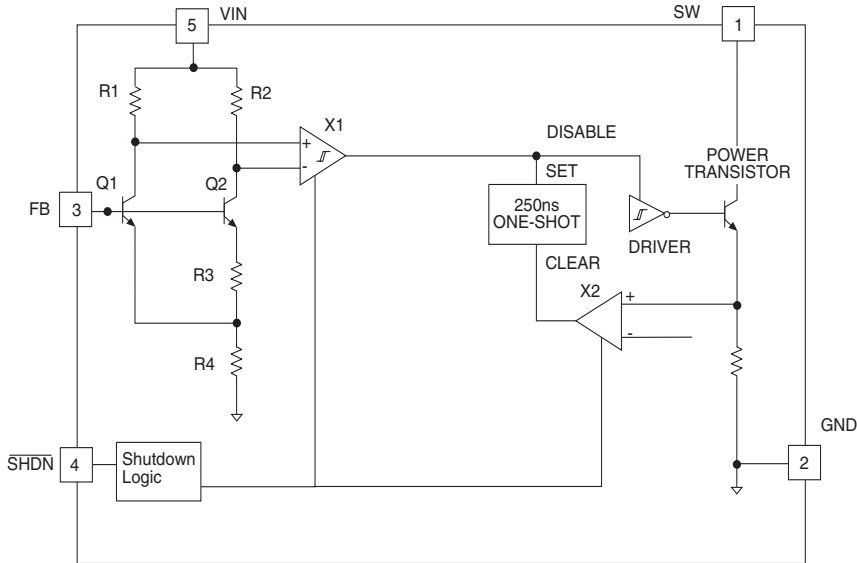 5
VIN
SW
1
R1
R2
X1
+
-
DISABLE
SET
POWER
TRANSISTOR
Q1
Q2
FB
3
250ns
ONE-SHOT
DRIVER
CLEAR
R3
X2
+
-
R4
GND
2
SHDN
4
Shutdown
Logic